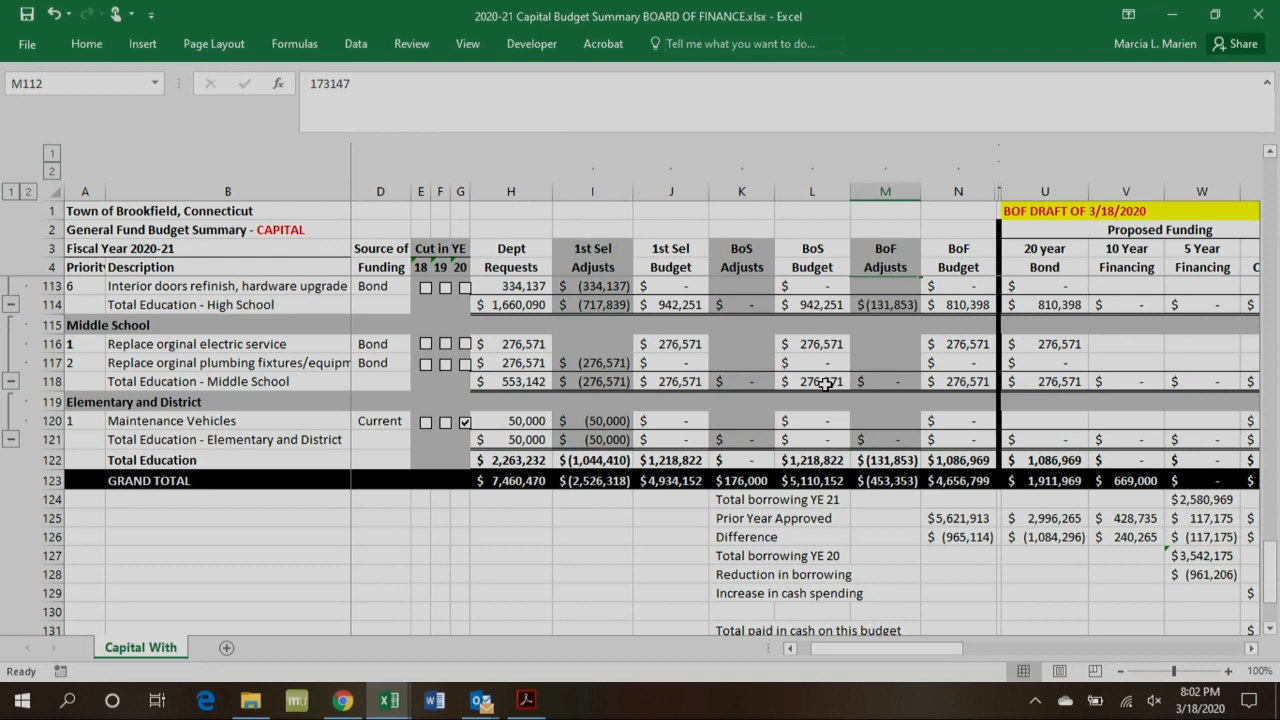 2020-21 Capital Budget Summary BOARD OF FINANCE.xlsx - Excel
File Home Insert Page Layout Formulas Data Review View Developer Acrobat Tell me what you want to do... Marcia L. Marien Share
M112 fx 173147
1
2
1 2 A B D E F G H I J K L M N U V W
1 Town of Brookfield, Connecticut BOF DRAFT OF 3/18/2020
2 General Fund Budget Summary - CAPITAL Proposed Funding
3 Fiscal Year 2020-21 Source of Cut in YE Dept 1st Sel 1st Sel BoS BoS BoF BoF 20 year 10 Year 5 Year
4 Priorit Description Funding 18 19 20 Requests Adjusts Budget Adjusts Budget Adjusts Budget Bond Financing Financing C
113 6 Interior doors refinish, hardware upgrade Bond 334,137 (334,137) $ - $ - $ - $ -
114 Total Education - High School $ 1,660,090 $ (717,839) $ 942,251 $ - $ 942,251 $(131,853) $ 810,398 $ 810,398 $ - $ -
115 Middle School
116 1 Replace orginal electric service Bond $ 276,571 $ 276,571 $ 276,571 $ 276,571 $ 276,571
117 2 Replace orginal plumbing fixtures/equipm Bond $ 276,571 $ (276,571) $ - $ - $ - $ -
118 Total Education - Middle School $ 553,142 $ (276,571) $ 276,571 $ - $ 276,571 $ - $ 276,571 $ 276,571 $ - $ -
119 Elementary and District
120 1 Maintenance Vehicles Current 50,000 $ (50,000) $ - $ - $ - $
121 Total Education - Elementary and District $ 50,000 $ (50,000) $ - $ - $ - $ - $ - $ - $ - $ - $
122 Total Education $ 2,263,232 $(1,044,410) $1,218,822 $ - $1,218,822 $(131,853) $1,086,969 $ 1,086,969 $ - $ - $
123 GRAND TOTAL $ 7,460,470 $(2,526,318) $4,934,152 $176,000 $5,110,152 $(453,353) $4,656,799 $ 1,911,969 $ 669,000 $ - $
124 Total borrowing YE 21 $2,580,969
125 Prior Year Approved $5,621,913 $ 2,996,265 $ 428,735 $ 117,175 $
126 Difference $ (965,114) $ (1,084,296) $ 240,265 $ (117,175) $
127 Total borrowing YE 20 $3,542,175
128 Reduction in borrowing $ (961,206)
129 Increase in cash spending $
130
131 Total paid in cash on this budget $
Capital With
Ready 100%
8:02 PM
3/18/2020